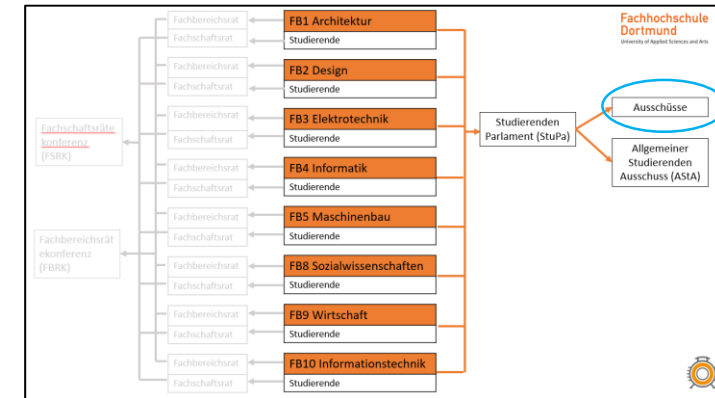 Fachhochschule
Dortmund
University of Applied Sciences and Arts
Fachschaftsräte
konferenz
(FSRK)
Fachbereichsrät
ekonferenz
(FBRK)
Fachbereichsrat
Fachschaftsrat
FB1 Architektur
Studierende
Fachbereichsrat
Fachschaftsrat
FB2 Design
Studierende
Fachbereichsrat
Fachschaftsrat
FB3 Elektrotechnik
Studierende
Fachbereichsrat
Fachschaftsrat
FB4 Informatik
Studierende
Fachbereichsrat
Fachschaftsrat
FB5 Maschinenbau
Studierende
Fachbereichsrat
Fachschaftsrat
FB8 Sozialwissenschaften
Studierende
Fachbereichsrat
Fachschaftsrat
FB9 Wirtschaft
Studierende
Fachbereichsrat
Fachschaftsrat
FB10 Informationstechnik
Studierende
Studierenden
Parlament (StuPa)
Ausschüsse
Allgemeiner
Studierenden
Ausschuss (AStA)